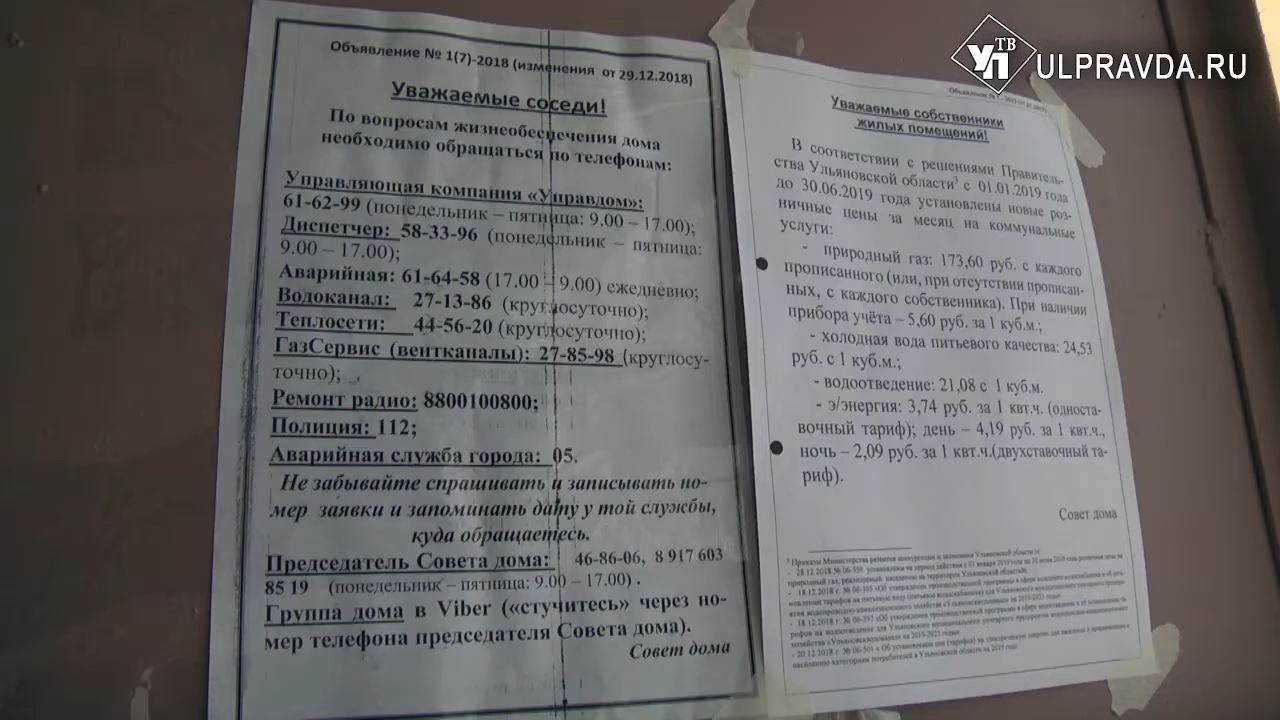 Объявление № 1(7)-2018 (изменения от 29.12.2018)
Уважаемые соседи!
По вопросам жизнеобеспечения дома
необходимо обращаться по телефонам:
Управляющая компания «Управдом»:
61-62-99 (понедельник – пятница: 9.00 – 17.00);
Диспетчер: 58-33-96 (понедельник – пятница:
9.00 – 17.00);
Аварийная: 61-64-58 (17.00 – 9.00) ежедневно;
Водоканал: 27-13-86 (круглосуточно);
Теплосети: 44-56-20 (круглосуточно);
ГазСервис (вентканалы): 27-85-98 (круглосу-
точно);
Ремонт радио: 8800100800;
Полиция: 112;
Аварийная служба города: 05.
Не забывайте спрашивать и записывать но-
мер заявки и запоминать дату у той службы,
куда обращаетесь.
Председатель Совета дома: 46-86-06, 8 917 603
85 19 (понедельник – пятница: 9.00 – 17.00) .
Группа дома в Viber («стучитесь» через но-
мер телефона председателя Совета дома).
Совет дома
УП ТВ ULPRAVDA.RU
Уважаемые собственники
жилых помещений!
В соответствии с решениями Правитель-
ства Ульяновской области³ с 01.01.2019 года
до 30.06.2019 года установлены новые роз-
ничные цены за месяц на коммунальные
услуги:
- природный газ: 173,60 руб. с каждого
прописанного (или, при отсутствии прописан-
ных, с каждого собственника). При наличии
прибора учёта – 5,60 руб. за 1 куб.м.;
- холодная вода питьевого качества: 24,53
руб. с 1 куб.м.;
- водоотведение: 21,08 с 1 куб.м.
- э/энергия: 3,74 руб. за 1 квт.ч. (односта-
вочный тариф); день – 4,19 руб. за 1 квт.ч.,
ночь – 2,09 руб. за 1 квт.ч.(двухставочный та-
риф).
Совет дома